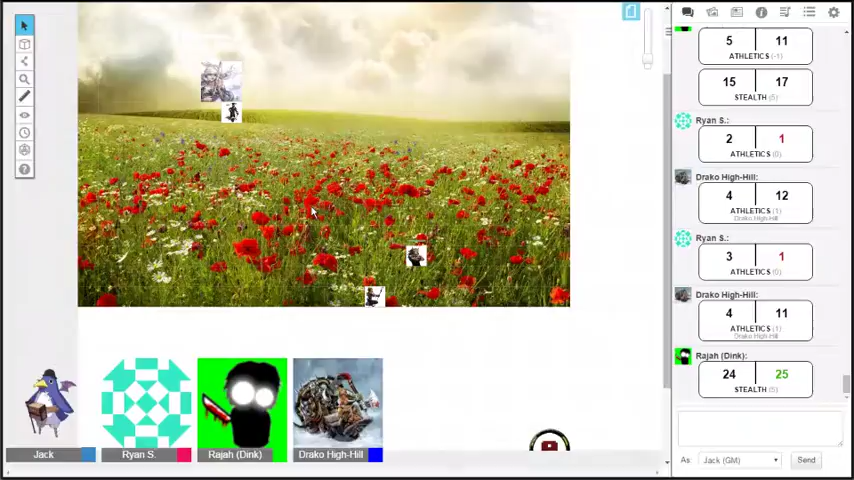 5 11
ATHLETICS (-1)
15 17
STEALTH (5)
Ryan S.:
2 1
ATHLETICS (0)
Drako High-Hill:
4 12
ATHLETICS (1)
Drako High-Hill
Ryan S.:
3 1
ATHLETICS (0)
Drako High-Hill:
4 11
ATHLETICS (1)
Drako High-Hill
Rajah (Dink):
24 25
STEALTH (5)
As: Jack (GM) Send
Jack Ryan S. Rajah (Dink) Drako High-Hill